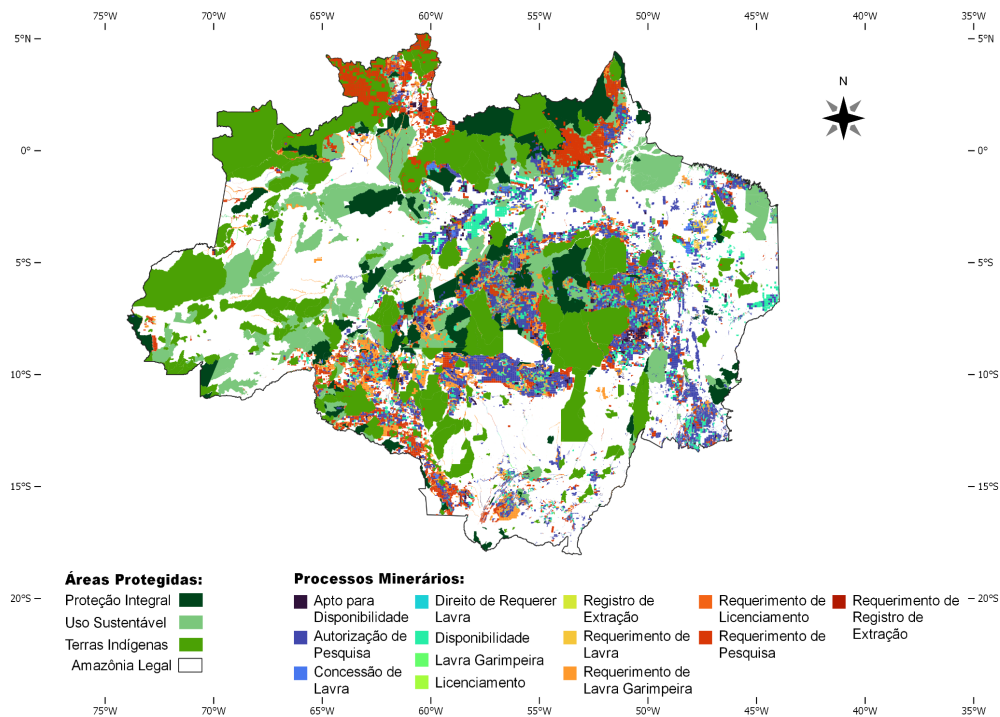 75°W 70°W 65°W 60°W 55°W 50°W 45°W 40°W 35°W
5°N
5°N
N
0°
0°
5°S
5°S
10°S
10°S
15°S
15°S
20°S
20°S
Áreas Protegidas:
Proteção Integral
Uso Sustentável
Terras Indígenas
Amazônia Legal
Processos Minerários:
Apto para
Disponibilidade
Autorização de
Pesquisa
Concessão de
Lavra
Direito de Requerer
Lavra
Disponibilidade
Lavra Garimpeira
Licenciamento
Registro de
Extração
Requerimento de
Lavra
Requerimento de
Lavra Garimpeira
Requerimento de
Licenciamento
Requerimento de
Pesquisa
Requerimento de
Registro de
Extração
75°W 70°W 65°W 60°W 55°W 50°W 45°W 40°W 35°W